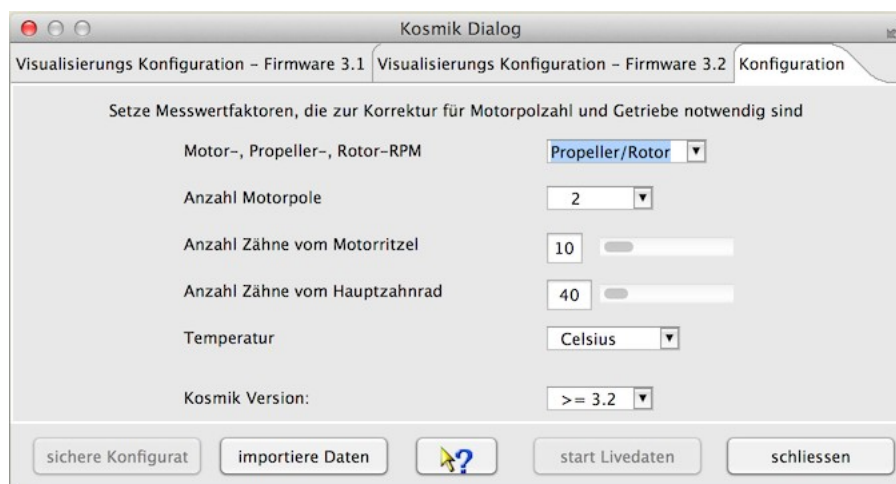 Kosmik Dialog
Visualisierungs Konfiguration – Firmware 3.1 Visualisierungs Konfiguration – Firmware 3.2 Konfiguration
Setze Messwertfaktoren, die zur Korrektur für Motorpolzahl und Getriebe notwendig sind
Motor–, Propeller–, Rotor–RPM Propeller/Rotor
Anzahl Motorpole 2
Anzahl Zähne vom Motorritzel 10
Anzahl Zähne vom Hauptzahnrad 40
Temperatur Celsius
Kosmik Version: >= 3.2
sichere Konfigurat importiere Daten ? start Livedaten schliessen